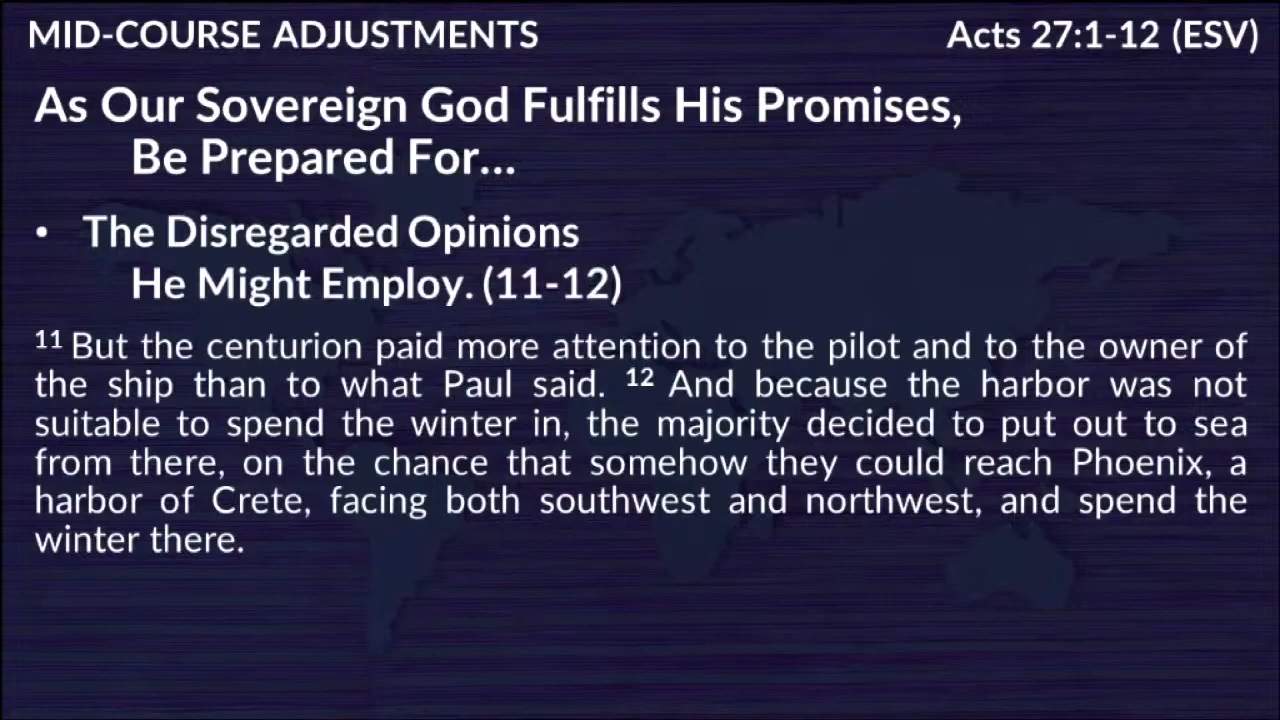 MID-COURSE ADJUSTMENTS
Acts 27:1-12 (ESV)
As Our Sovereign God Fulfills His Promises,
Be Prepared For...
• The Disregarded Opinions
He Might Employ. (11-12)
11 But the centurion paid more attention to the pilot and to the owner of
the ship than to what Paul said. 12 And because the harbor was not
suitable to spend the winter in, the majority decided to put out to sea
from there, on the chance that somehow they could reach Phoenix, a
harbor of Crete, facing both southwest and northwest, and spend the
winter there.